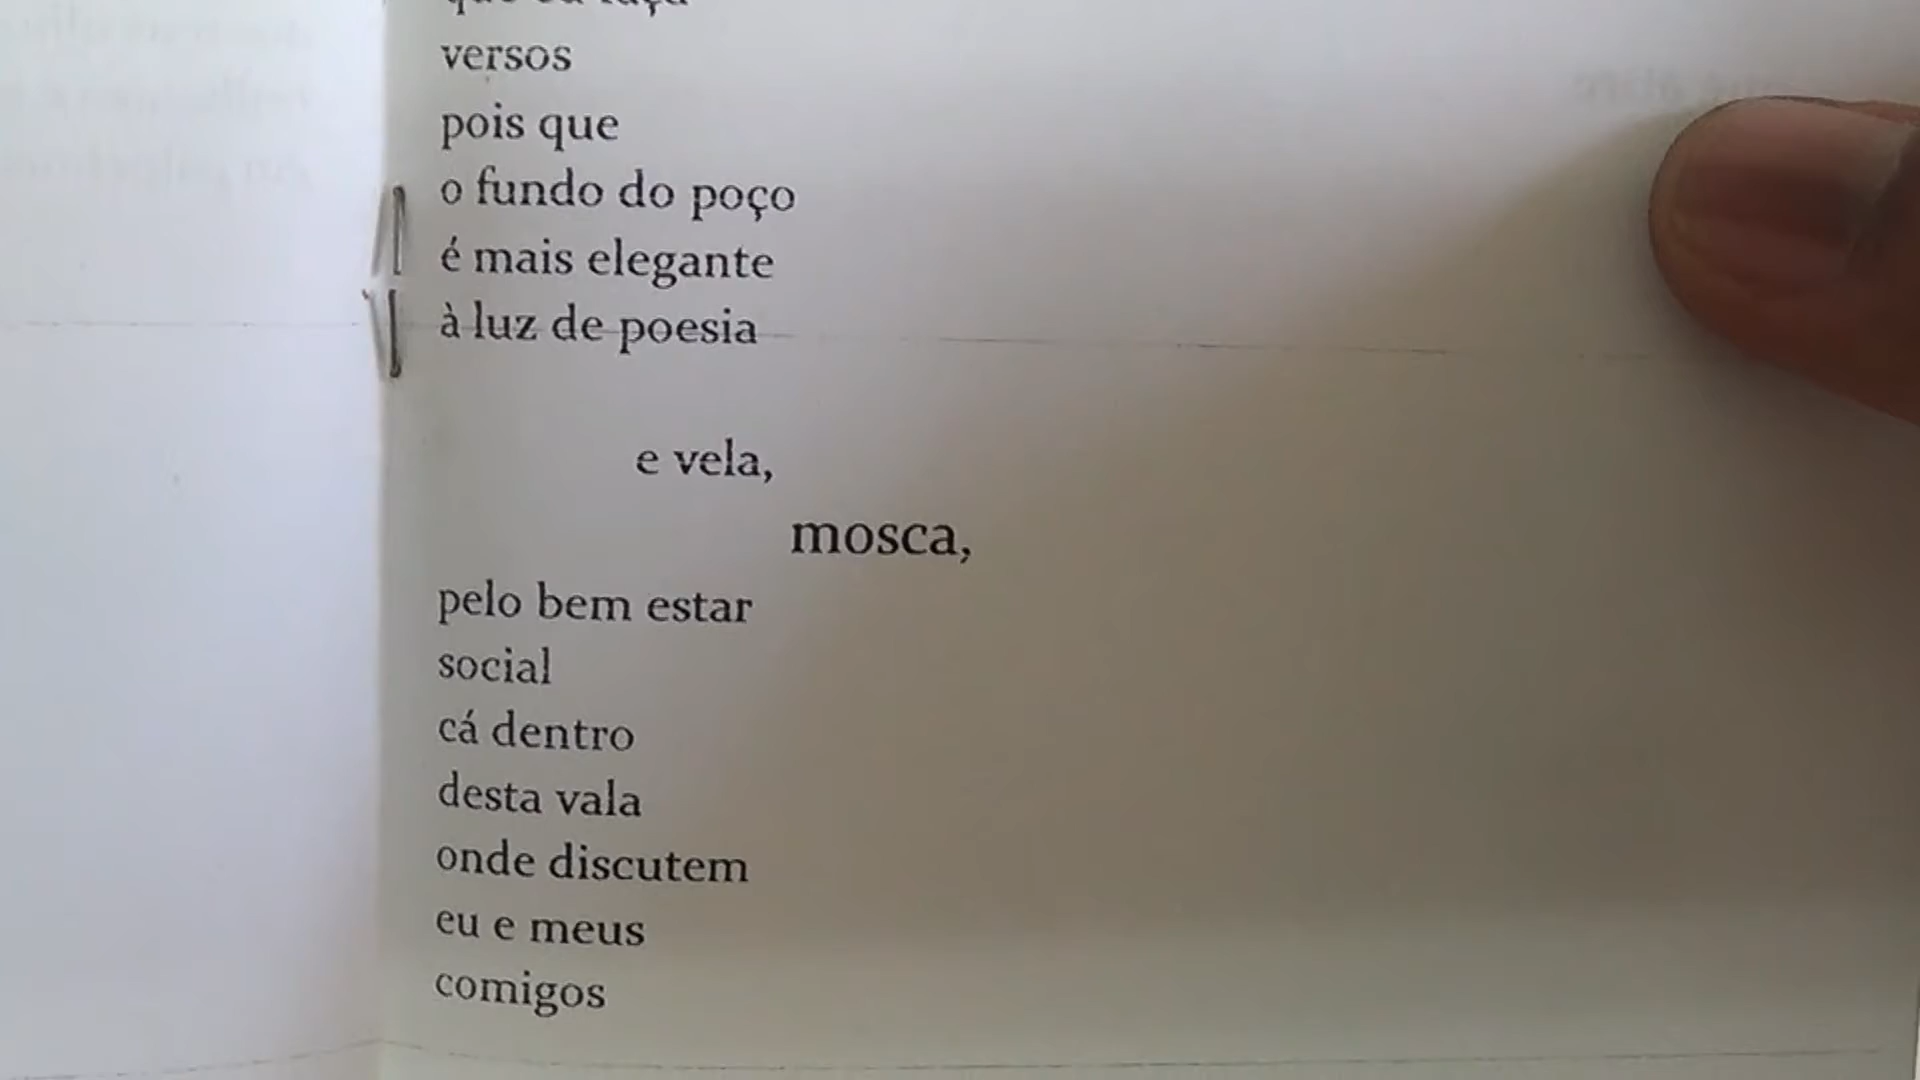 versos
pois que
o fundo do poço
é mais elegante
à luz de poesia
e vela,
mosca,
pelo bem estar
social
cá dentro
desta vala
onde discutem
eu e meus
comigos